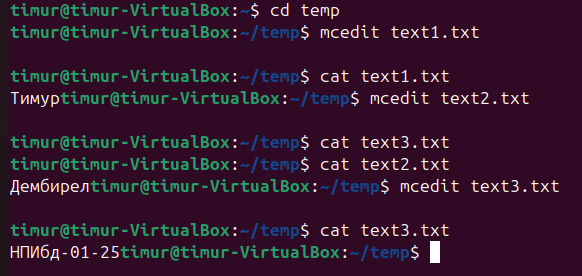 timur@timur-VirtualBox:~$ cd temp
timur@timur-VirtualBox:~/temp$ mcedit text1.txt
timur@timur-VirtualBox:~/temp$ cat text1.txt
Тимурtimur@timur-VirtualBox:~/temp$ mcedit text2.txt
timur@timur-VirtualBox:~/temp$ cat text3.txt
timur@timur-VirtualBox:~/temp$ cat text2.txt
Дембирелtimur@timur-VirtualBox:~/temp$ mcedit text3.txt
timur@timur-VirtualBox:~/temp$ cat text3.txt
НПИбд-01-25timur@timur-VirtualBox:~/temp$